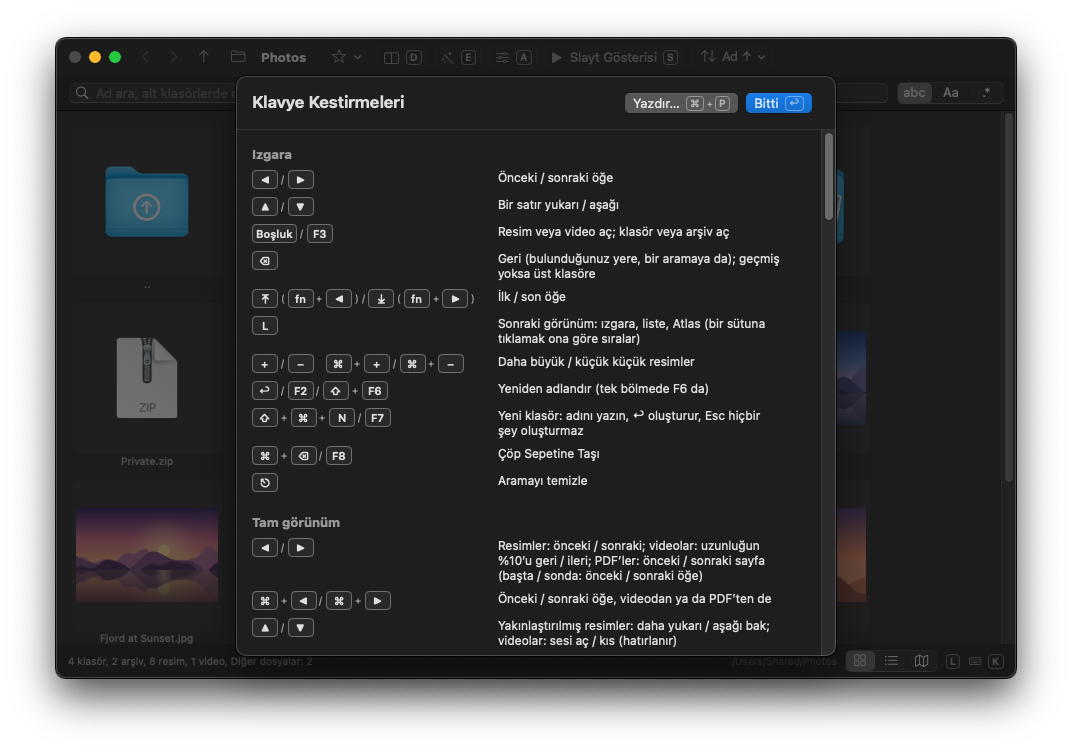 Photos
D
E
A
Slayt Gösterisi S
Ad ↑
Ad ara, alt klasörlerde
abc Aa .*
Klavye Kestirmeleri
Yazdır... ⌘ + P
Bitti ↩
Izgara
◀ / ▶ Önceki / sonraki öğe
▲ / ▼ Bir satır yukarı / aşağı
Boşluk / F3 Resim veya video aç; klasör veya arşiv aç
⌫ Geri (bulunduğunuz yere, bir aramaya da); geçmiş
yoksa üst klasöre
⤒ ( fn + ◀ ) / ⤓ ( fn + ▶ ) İlk / son öğe
L Sonraki görünüm: ızgara, liste, Atlas (bir sütuna
tıklamak ona göre sıralar)
+ / − ⌘ + + / ⌘ + − Daha büyük / küçük küçük resimler
↩ / F2 / ⇧ + F6 Yeniden adlandır (tek bölmede F6 da)
⇧ + ⌘ + N / F7 Yeni klasör: adını yazın, ↩ oluşturur, Esc hiçbir
şey oluşturmaz
⌘ + ⌫ / F8 Çöp Sepetine Taşı
⎋ Aramayı temizle
Tam görünüm
◀ / ▶ Resimler: önceki / sonraki; videolar: uzunluğun
%10’u geri / ileri; PDF’ler: önceki / sonraki sayfa
(başta / sonda: önceki / sonraki öğe)
⌘ + ◀ / ⌘ + ▶ Önceki / sonraki öğe, videodan ya da PDF’ten de
▲ / ▼ Yakınlaştırılmış resimler: daha yukarı / aşağı bak;
videolar: sesi aç / kıs (hatırlanır)
..
ZIP
Private.zip
Fjord at Sunset.jpg
4 klasör, 2 arşiv, 8 resim, 1 video, Diğer dosyalar: 2
/Users/Shared/Photos
L
K